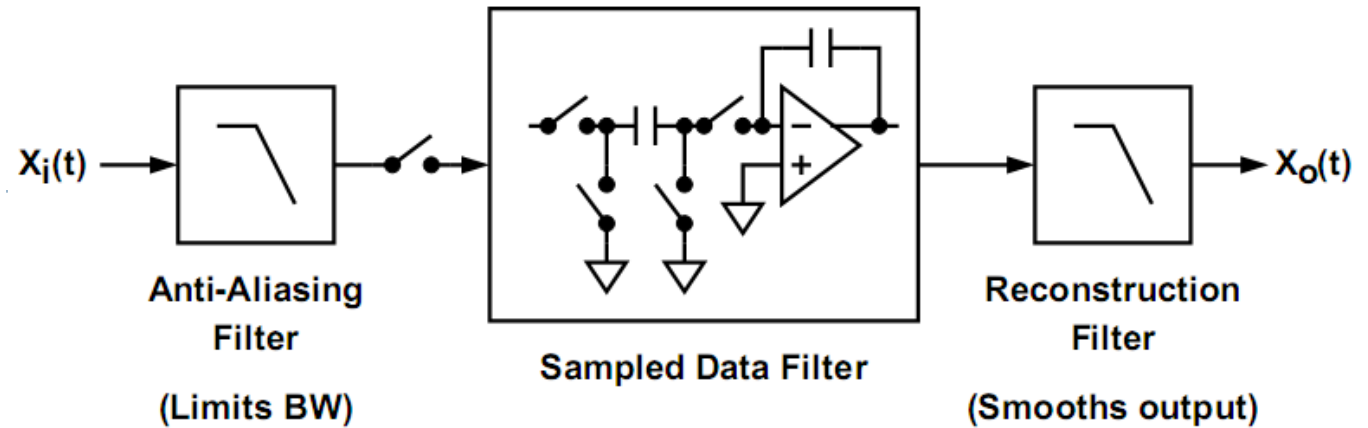 Xi(t)
Anti-Aliasing
Filter
(Limits BW)
−
+
Sampled Data Filter
Reconstruction
Filter
(Smooths output)
Xo(t)